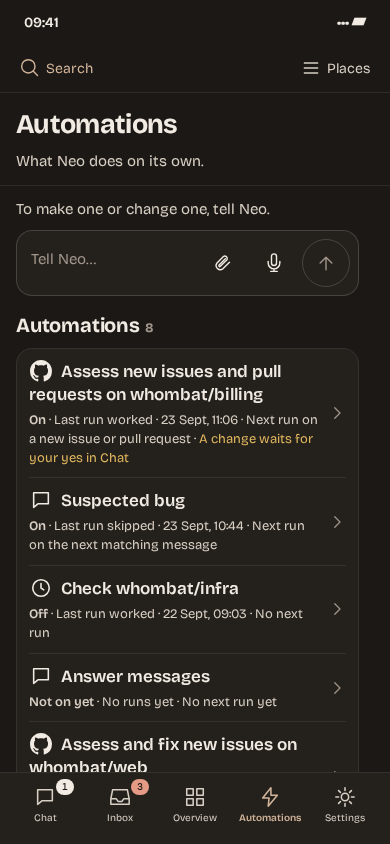 09:41
Search
Places
Automations
What Neo does on its own.
To make one or change one, tell Neo.
Tell Neo...
Automations 8
Assess new issues and pull
requests on whombat/billing
On · Last run worked · 23 Sept, 11:06 · Next run on
a new issue or pull request · A change waits for
your yes in Chat
Suspected bug
On · Last run skipped · 23 Sept, 10:44 · Next run
on the next matching message
Check whombat/infra
Off · Last run worked · 22 Sept, 09:03 · No next
run
Answer messages
Not on yet · No runs yet · No next run yet
Assess and fix new issues on
whombat/web
1
3
Chat
Inbox
Overview
Automations
Settings